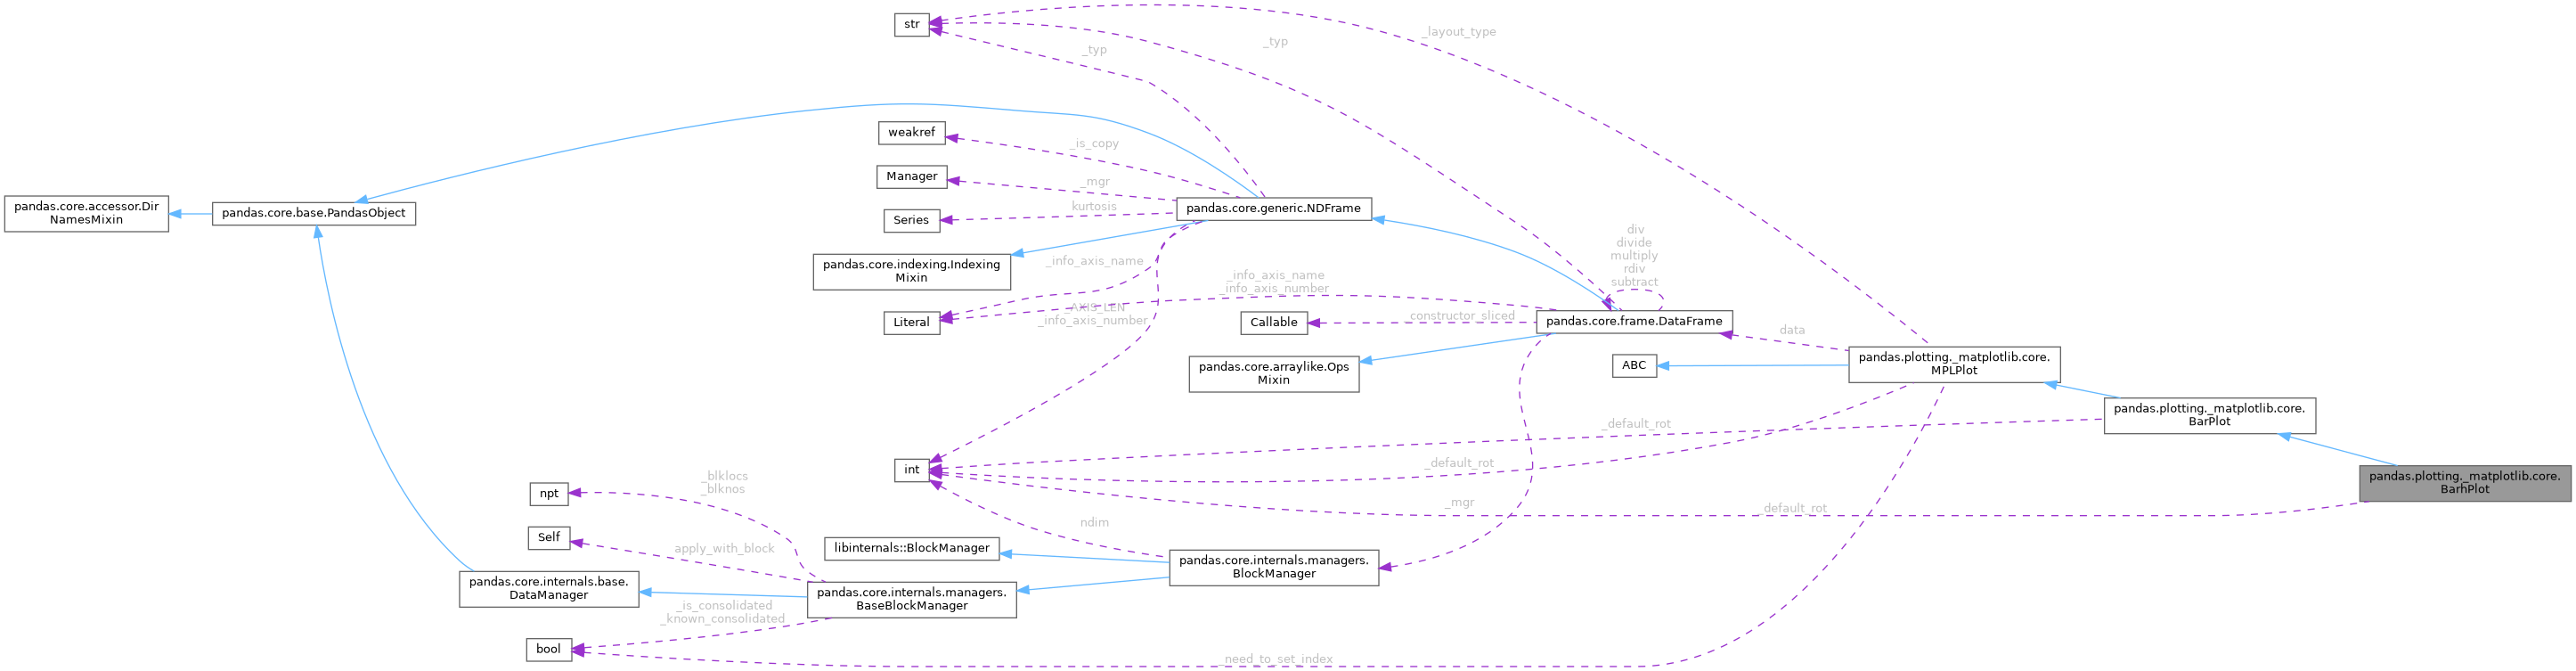 str
_layout_type
_typ
_typ
weakref
_is_copy
Manager
_mgr
pandas.core.accessor.Dir
NamesMixin
pandas.core.base.PandasObject
Series
kurtosis
pandas.core.generic.NDFrame
pandas.core.indexing.Indexing
Mixin
_info_axis_name
div
divide
multiply
rdiv
subtract
_info_axis_name
_info_axis_number
Literal
_AXIS_LEN
_info_axis_number
Callable
constructor_sliced
pandas.core.frame.DataFrame
data
pandas.core.arraylike.Ops
Mixin
ABC
pandas.plotting._matplotlib.core.
MPLPlot
pandas.plotting._matplotlib.core.
BarPlot
_default_rot
int
_default_rot
pandas.plotting._matplotlib.core.
BarhPlot
_blklocs
_blknos
npt
_mgr
_default_rot
ndim
Self
apply_with_block
libinternals::BlockManager
pandas.core.internals.managers.
BlockManager
pandas.core.internals.base.
DataManager
pandas.core.internals.managers.
BaseBlockManager
_is_consolidated
_known_consolidated
bool
_need_to_set_index